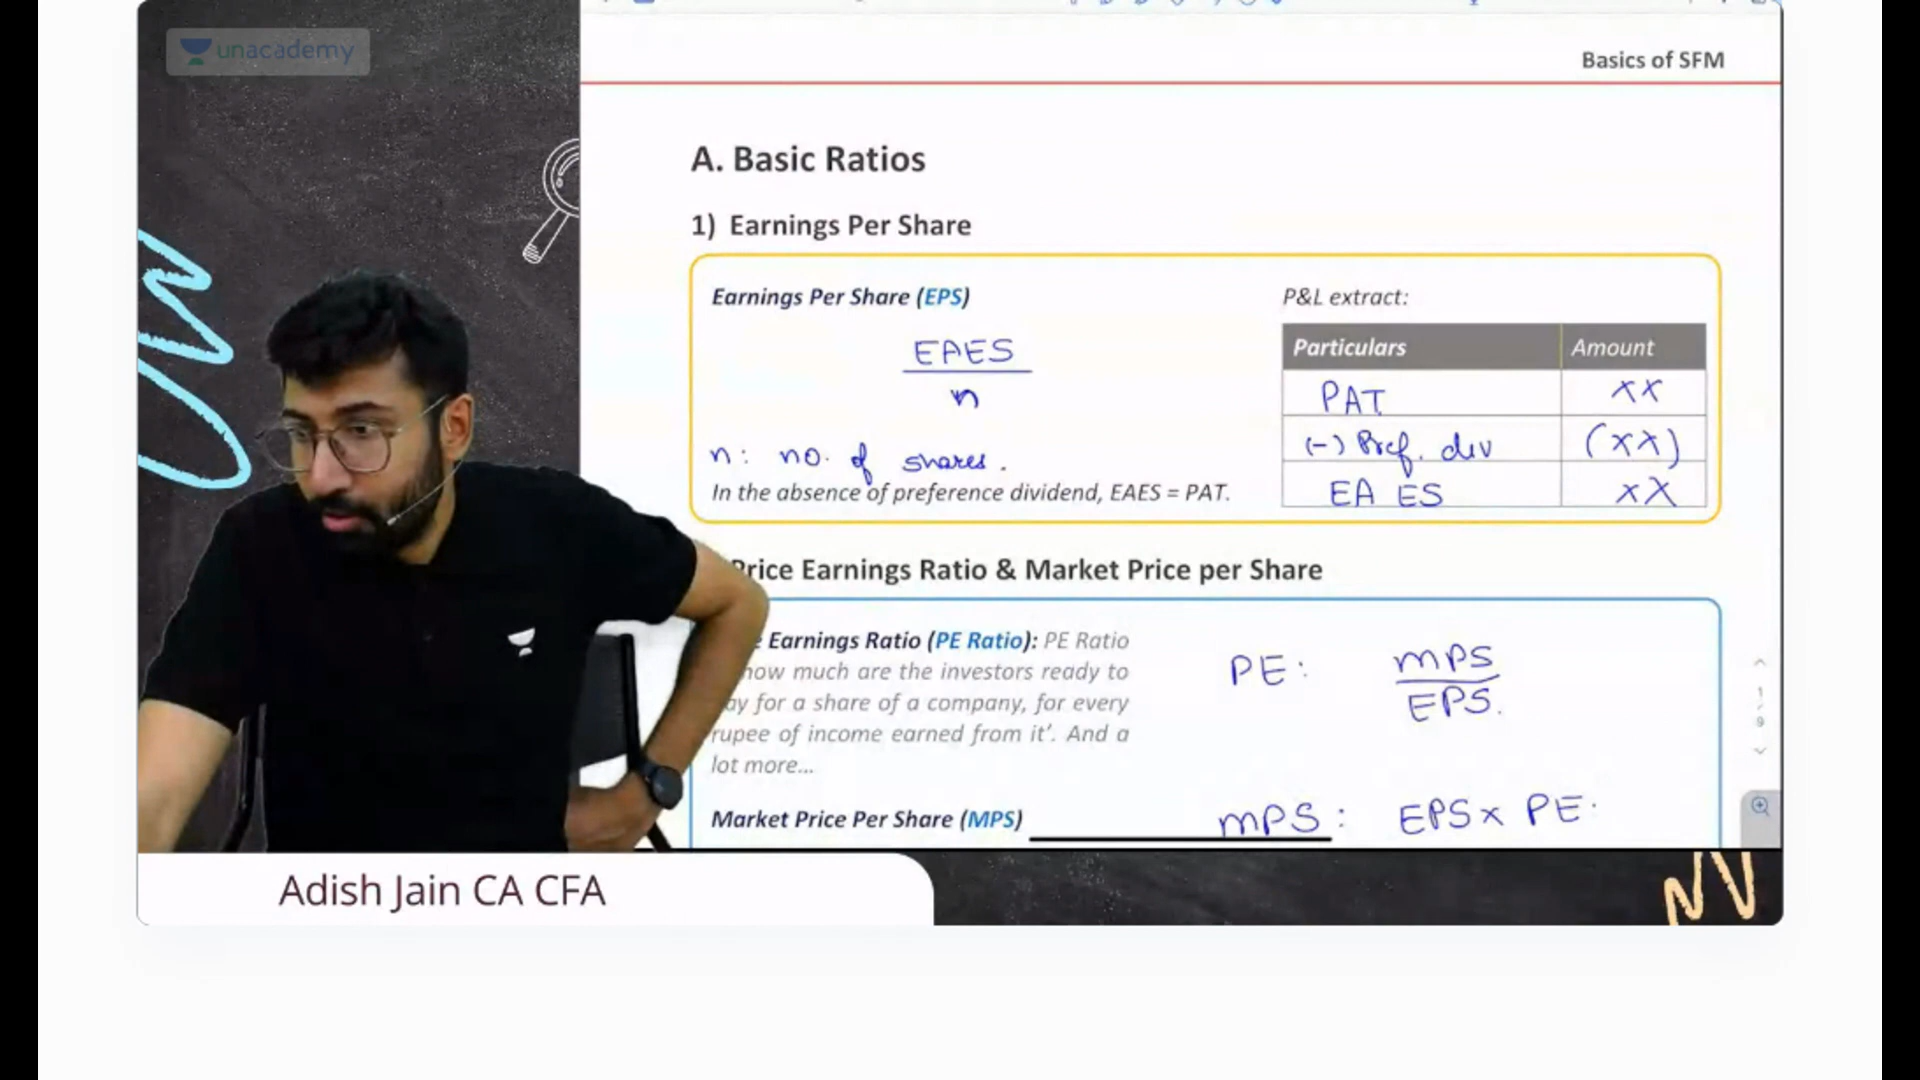 unacademy
Basics of SFM
A. Basic Ratios
1) Earnings Per Share
Earnings Per Share (EPS)
EAES
n
n: no. of shares.
In the absence of preference dividend, EAES = PAT.
P&L extract:
Particulars Amount
PAT XX
(-) Pref. div (XX)
EA ES XX
Price Earnings Ratio & Market Price per Share
Earnings Ratio (PE Ratio): PE Ratio
how much are the investors ready to
for a share of a company, for every
rupee of income earned from it'. And a
lot more...
PE: MPS
EPS.
Market Price Per Share (MPS)
MPS: EPS x PE.
Adish Jain CA CFA